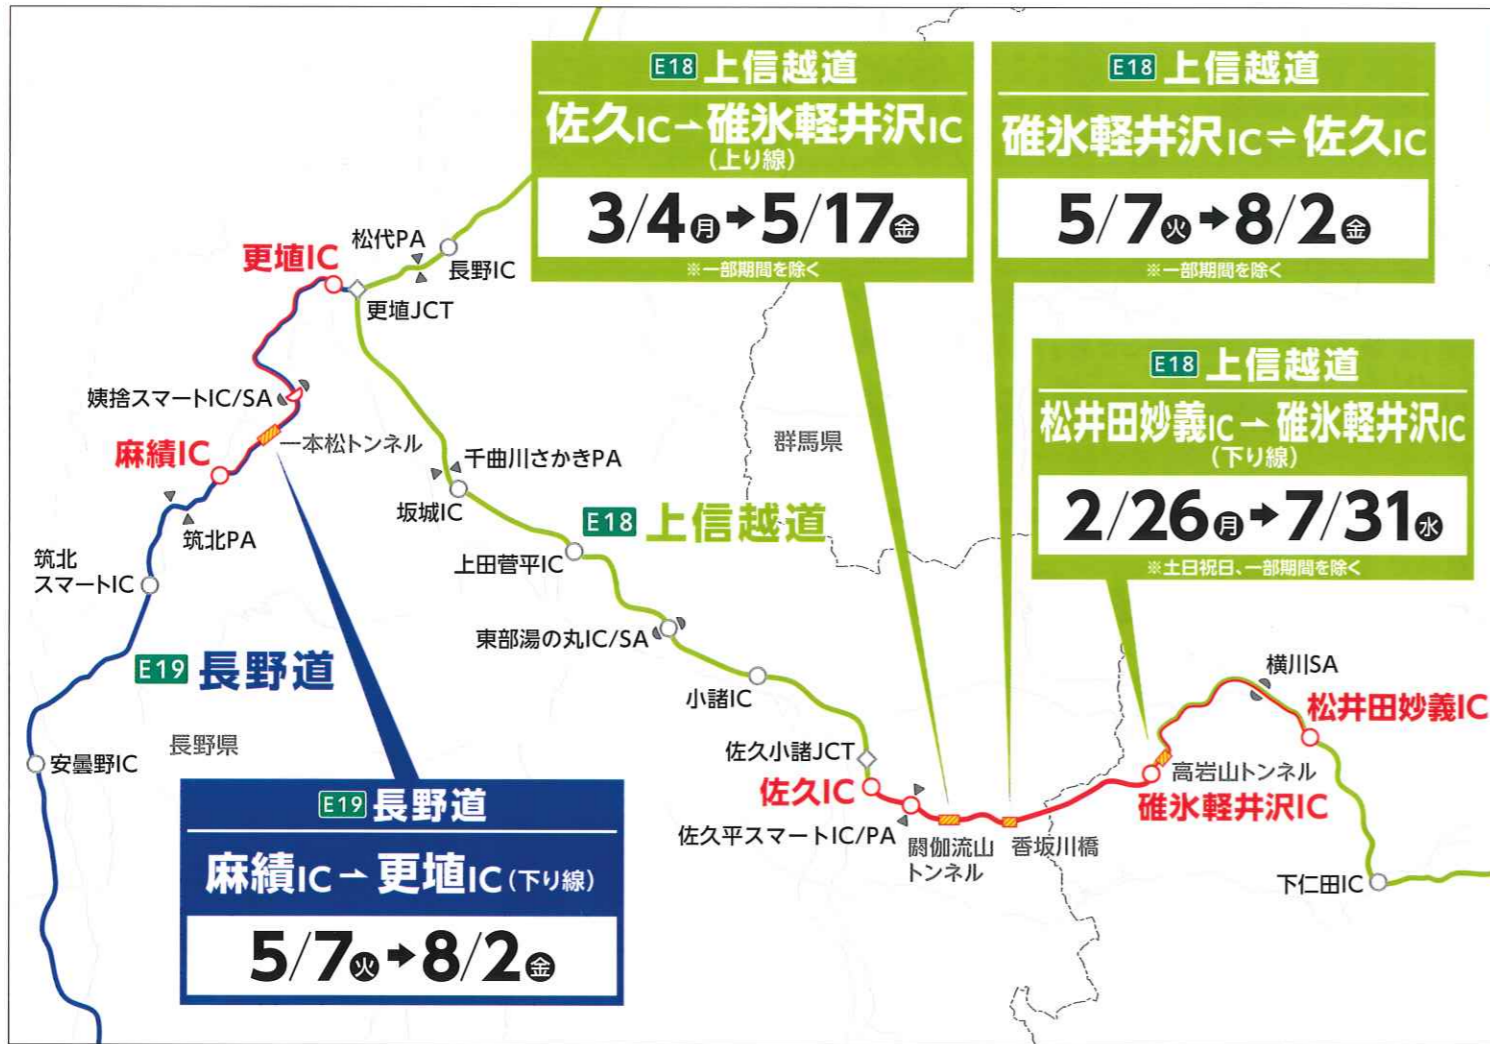 E18 上信越道
佐久IC⇀碓氷軽井沢IC
(上り線)
3/4月➡5/17金
※一部期間を除く
E18 上信越道
碓氷軽井沢IC⇌佐久IC
5/7火➡8/2金
※一部期間を除く
E18 上信越道
松井田妙義IC⇀碓氷軽井沢IC
(下り線)
2/26月➡7/31水
※土日祝日、一部期間を除く
松代PA
長野IC
更埴IC
更埴JCT
姨捨スマートIC/SA
一本松トンネル
麻績IC
筑北PA
筑北
スマートIC
E19 長野道
安曇野IC
長野県
群馬県
千曲川さかきPA
坂城IC
E18 上信越道
上田菅平IC
東部湯の丸IC/SA
小諸IC
佐久小諸JCT
佐久IC
佐久平スマートIC/PA
閼伽流山
トンネル
香坂川橋
横川SA
松井田妙義IC
高岩山トンネル
碓氷軽井沢IC
下仁田IC
E19 長野道
麻績IC⇀更埴IC(下り線)
5/7火➡8/2金